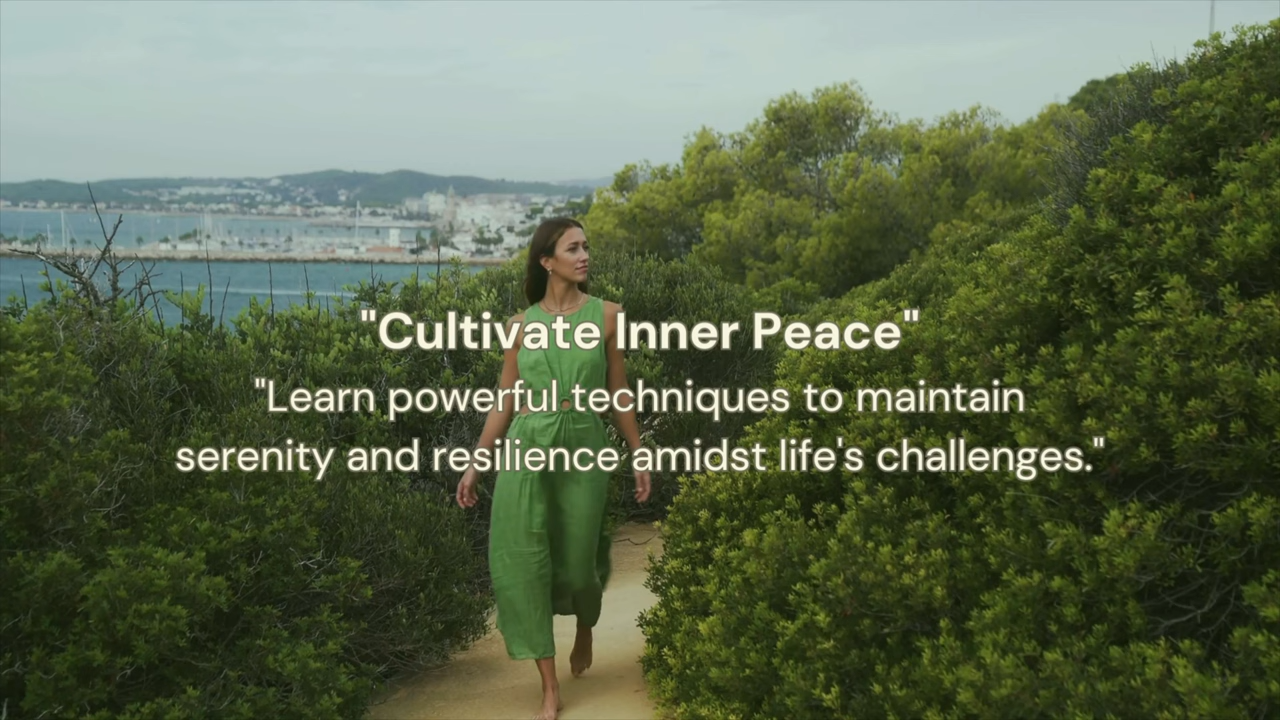 "Cultivate Inner Peace"
"Learn powerful techniques to maintain
serenity and resilience amidst life's challenges."